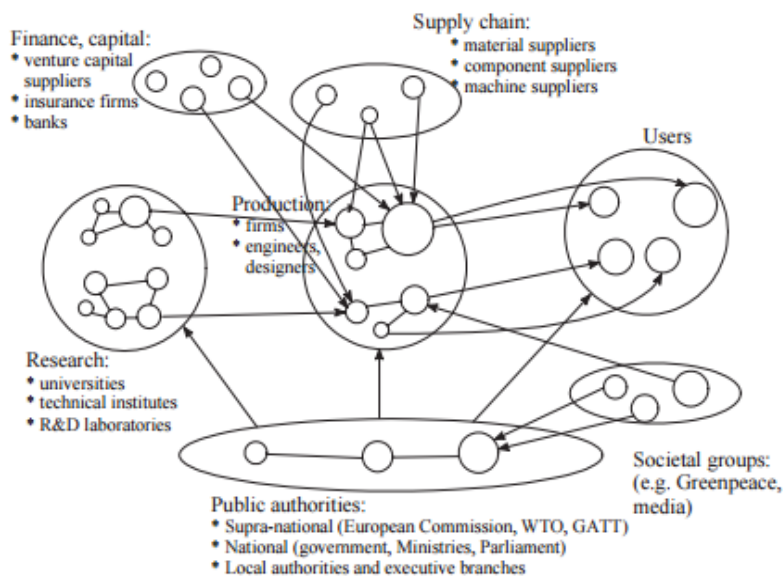 Finance, capital:
* venture capital
suppliers
* insurance firms
* banks
Supply chain:
* material suppliers
* component suppliers
* machine suppliers
Users
Production:
* firms
* engineers,
designers
Research:
* universities
* technical institutes
* R&D laboratories
Societal groups:
(e.g. Greenpeace,
media)
Public authorities:
* Supra-national (European Commission, WTO, GATT)
* National (government, Ministries, Parliament)
* Local authorities and executive branches